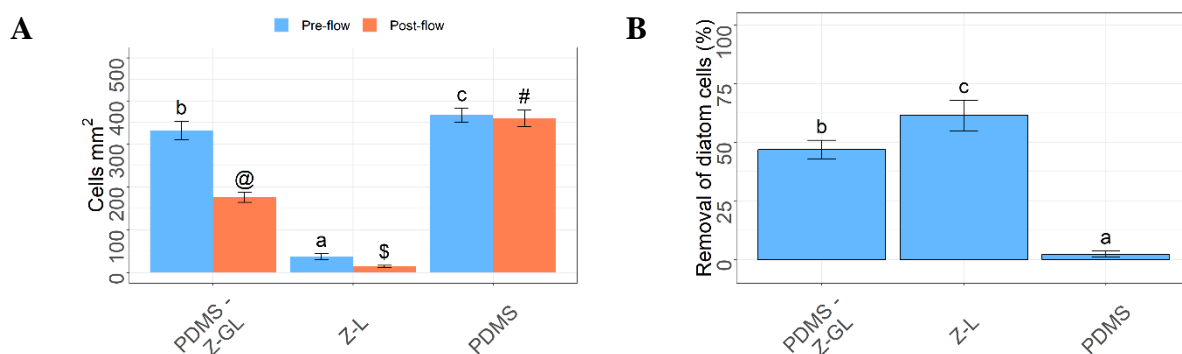 A
Pre-flow
Post-flow
Cells mm²
500
400
300
200
100
0
b
@
a
$
c
#
PDMS -
Z-GL
Z-L
PDMS
B
Removal of diatom cells (%)
100
75
50
25
0
b
c
a
PDMS -
Z-GL
Z-L
PDMS